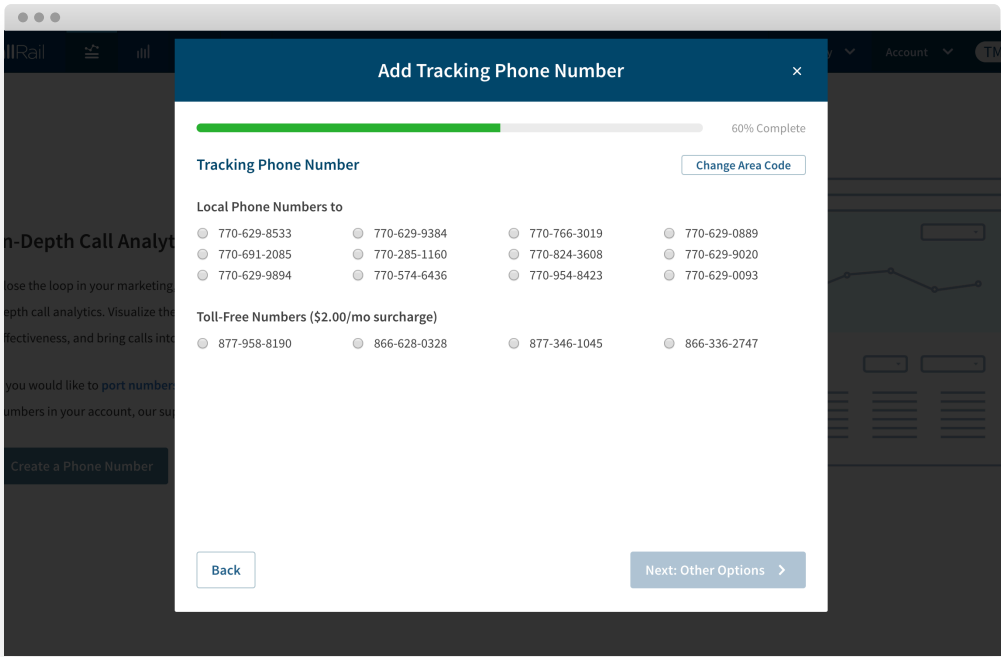 llRail
Account
TM
Add Tracking Phone Number
×
60% Complete
Tracking Phone Number
Change Area Code
Local Phone Numbers to
770-629-8533 770-629-9384 770-766-3019 770-629-0889
770-691-2085 770-285-1160 770-824-3608 770-629-9020
770-629-9894 770-574-6436 770-954-8423 770-629-0093
Toll-Free Numbers ($2.00/mo surcharge)
877-958-8190 866-628-0328 877-346-1045 866-336-2747
Back
Next: Other Options
n-Depth Call Analyt
lose the loop in your marketing
epth call analytics. Visualize the
ffectiveness, and bring calls into
you would like to port number
umbers in your account, our su
Create a Phone Number